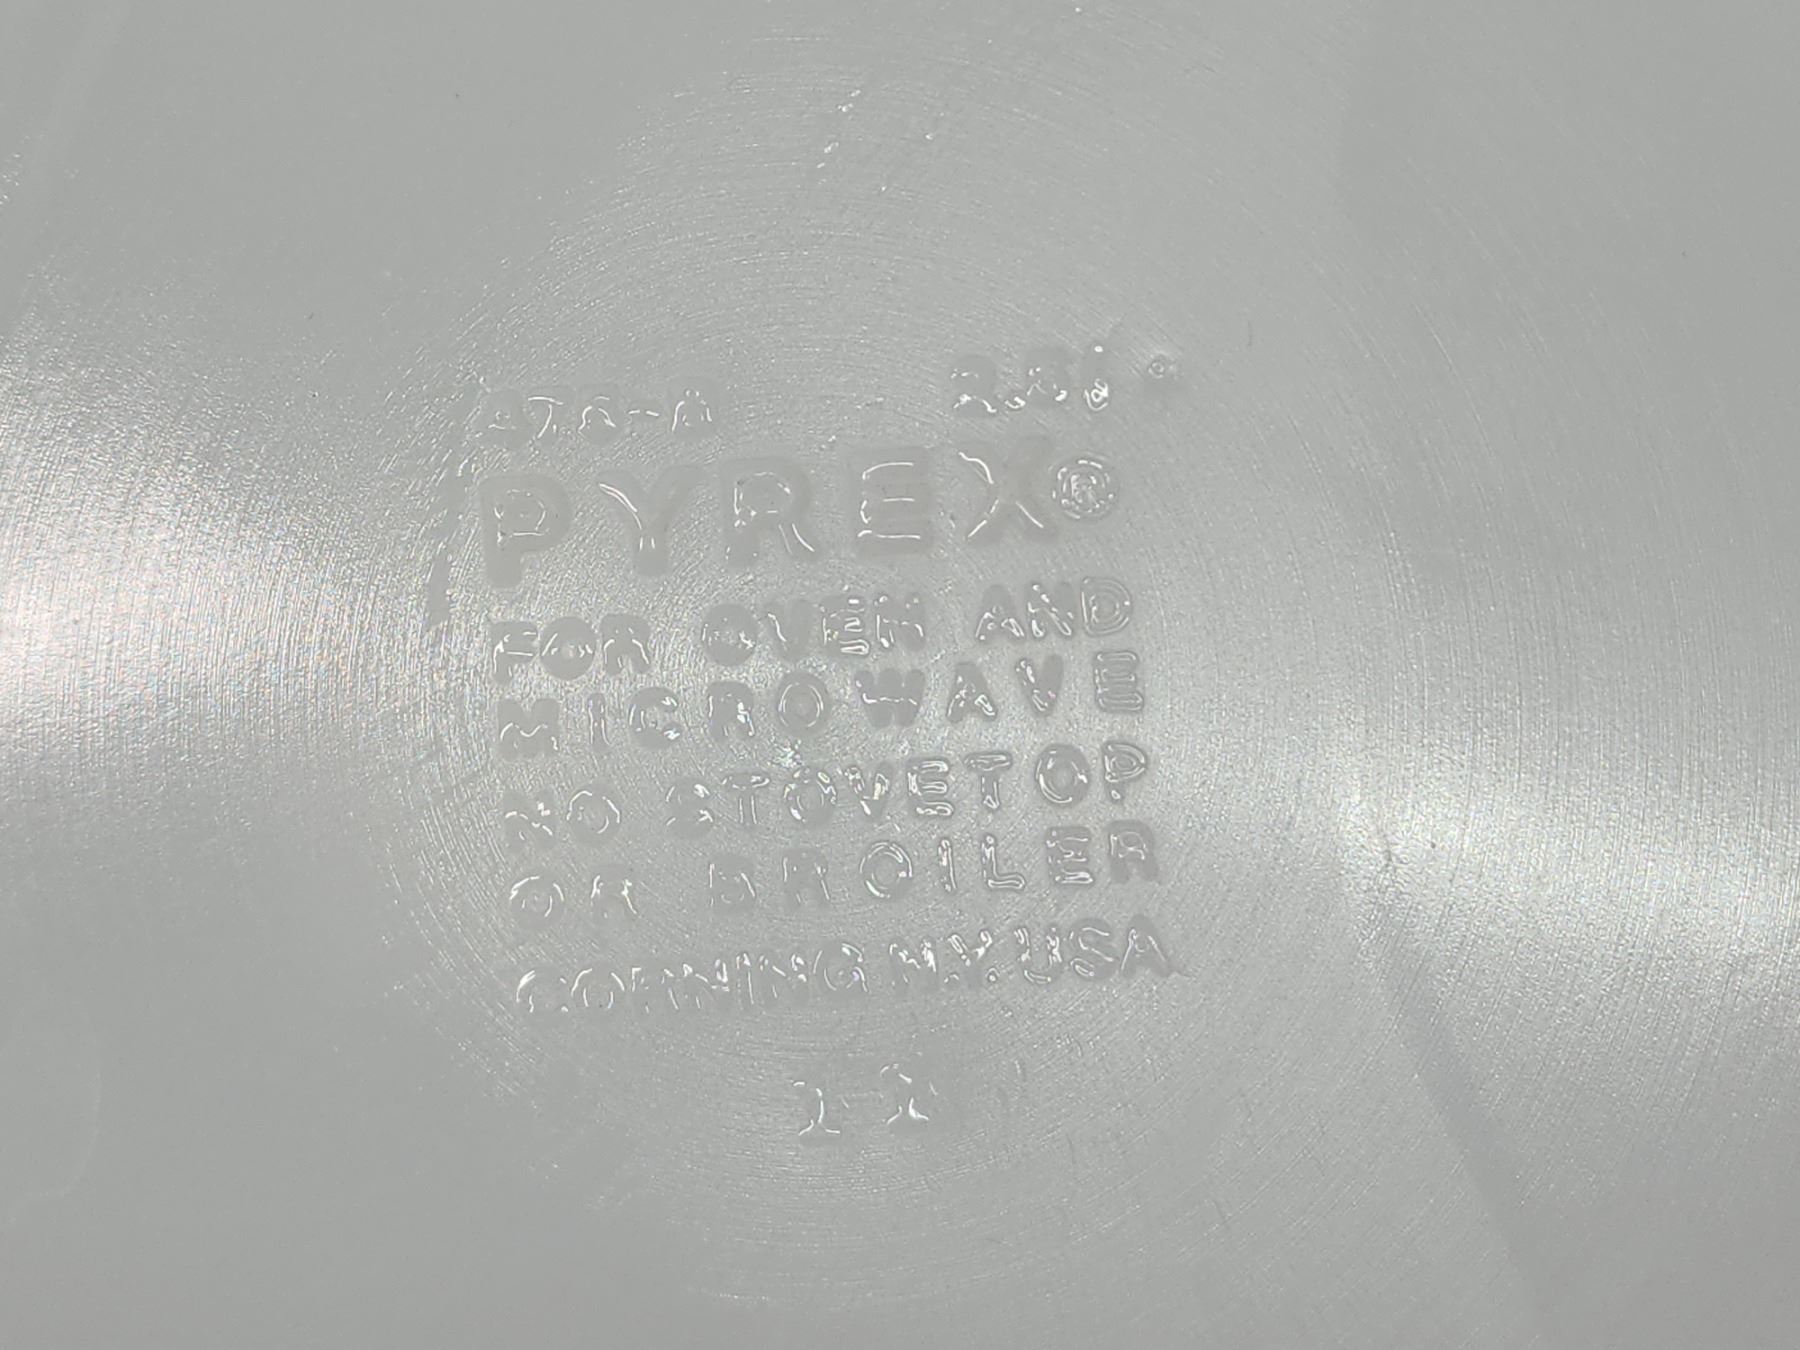 PYREX®
FOR OVEN AND
MICROWAVE
NO STOVETOP
OR BROILER
CORNING N.Y. USA